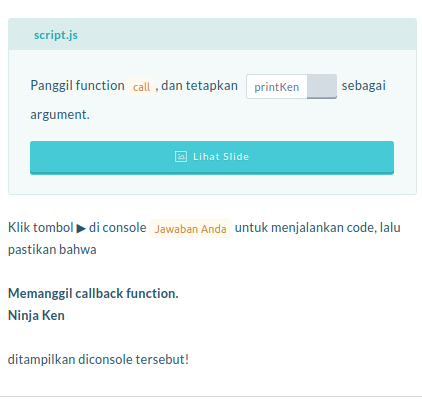 script.js
Panggil function call , dan tetapkan printKen sebagai
argument.
Lihat Slide
Klik tombol ▶ di console Jawaban Anda untuk menjalankan code, lalu
pastikan bahwa
Memanggil callback function.
Ninja Ken
ditampilkan diconsole tersebut!